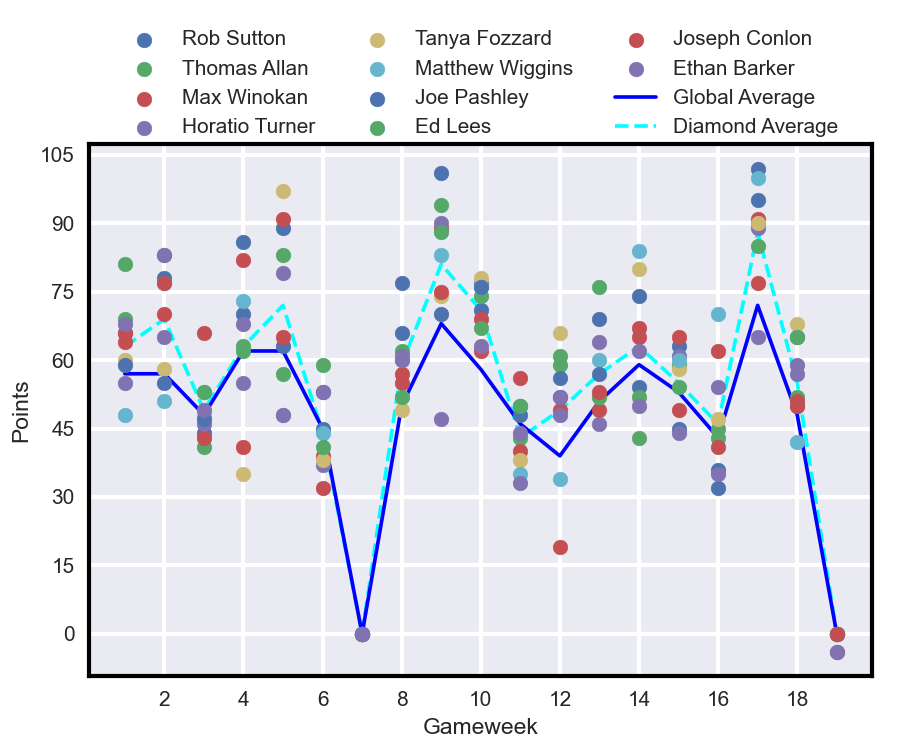 Rob Sutton
Thomas Allan
Max Winokan
Horatio Turner
Tanya Fozzard
Matthew Wiggins
Joe Pashley
Ed Lees
Joseph Conlon
Ethan Barker
Global Average
Diamond Average
105
90
75
60
45
30
15
0
Points
2 4 6 8 10 12 14 16 18
Gameweek